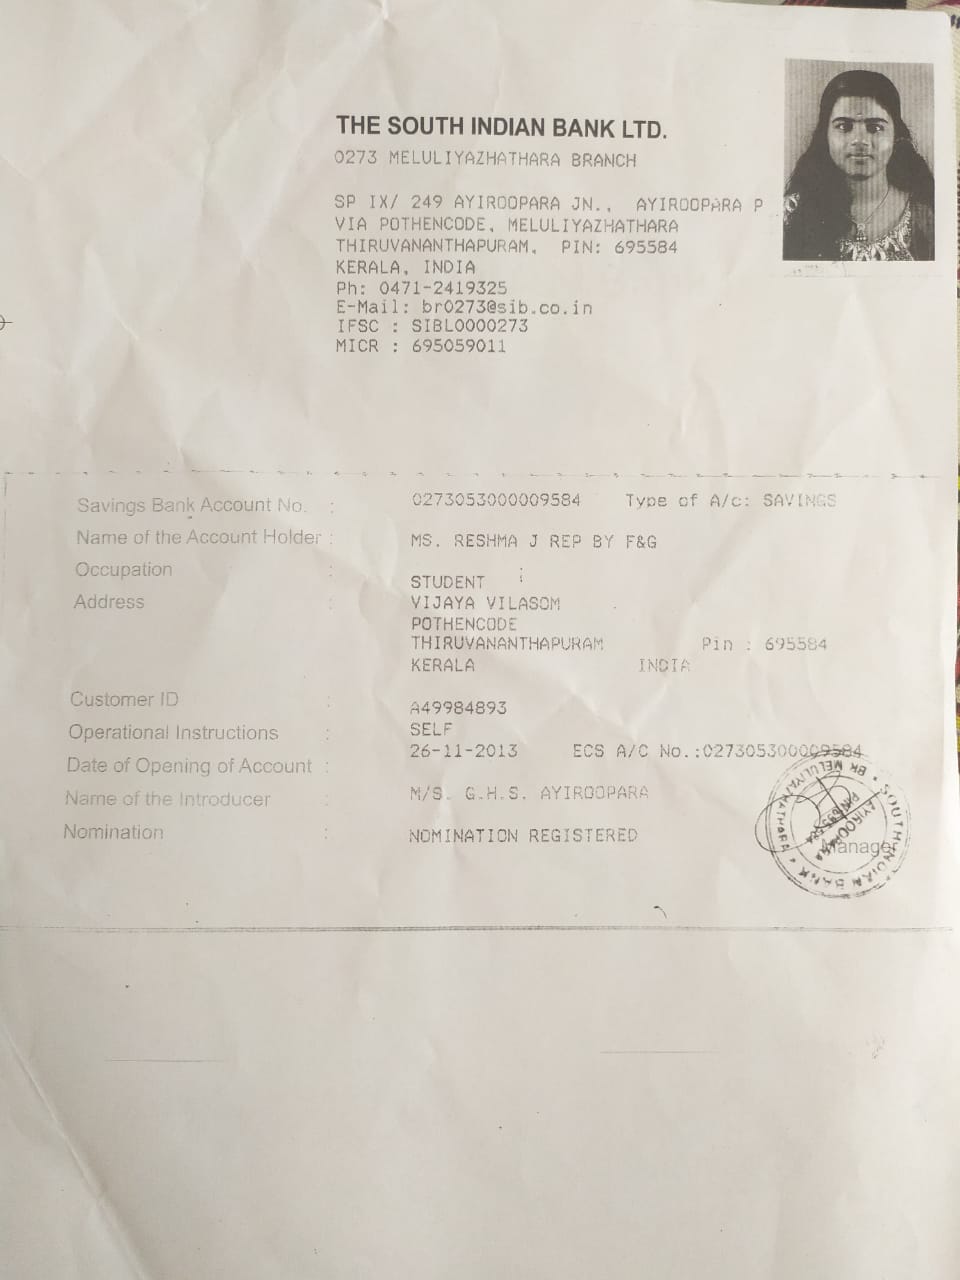 THE SOUTH INDIAN BANK LTD.
0273 MELULIYAZHATHARA BRANCH
SP IX/ 249 AYIROOPARA JN., AYIROOPARA P
VIA POTHENCODE, MELULIYAZHATHARA
THIRUVANANTHAPURAM, PIN: 695584
KERALA, INDIA
Ph: 0471-2419325
E-Mail: br0273@sib.co.in
IFSC : SIBL0000273
MICR : 695059011
Savings Bank Account No. : 0273053000009584 Type of A/c: SAVINGS
Name of the Account Holder : MS. RESHMA J REP BY F&G
Occupation : STUDENT
Address : VIJAYA VILASOM
POTHENCODE
THIRUVANANTHAPURAM Pin : 695584
KERALA INDIA
Customer ID : A49984893
Operational Instructions : SELF
Date of Opening of Account : 26-11-2013 ECS A/C No.:0273053000009584
Name of the Introducer : M/S. G.H.S. AYIROOPARA
Nomination : NOMINATION REGISTERED
Manager
SOUTH INDIAN BANK
BR MELULIYAZHATHARA
AYIROOPARA
PIN 695584